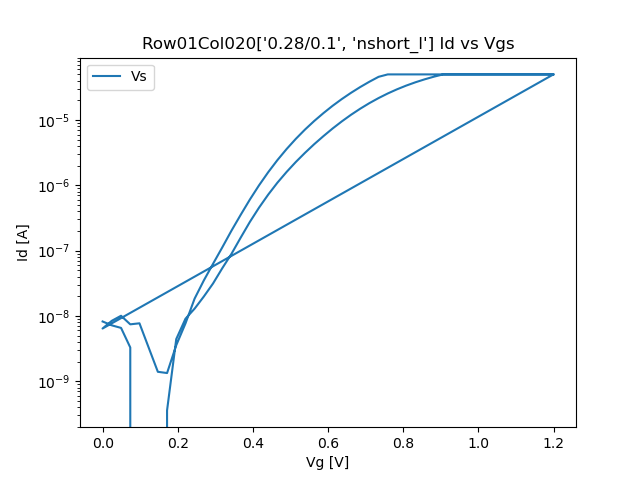 Row01Col020['0.28/0.1', 'nshort_l'] Id vs Vgs
Vs
10⁻⁵
10⁻⁶
10⁻⁷
10⁻⁸
10⁻⁹
Id [A]
0.0 0.2 0.4 0.6 0.8 1.0 1.2
Vg [V]